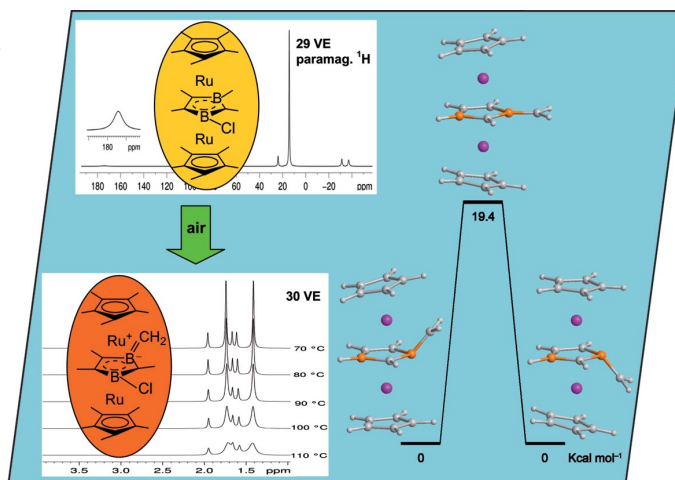 29 VE
paramag. ¹H
Ru
B
B
Cl
Ru
180 160
ppm
180 160 140 120 100 80 60 40 20 0 -20 ppm
19.4
air
30 VE
Ru⁺
CH₂
B⁻
B
Cl
Ru
70 °C
80 °C
90 °C
100 °C
110 °C
3.5 3.0 2.5 2.0 1.5 ppm
0
0
Kcal mol⁻¹